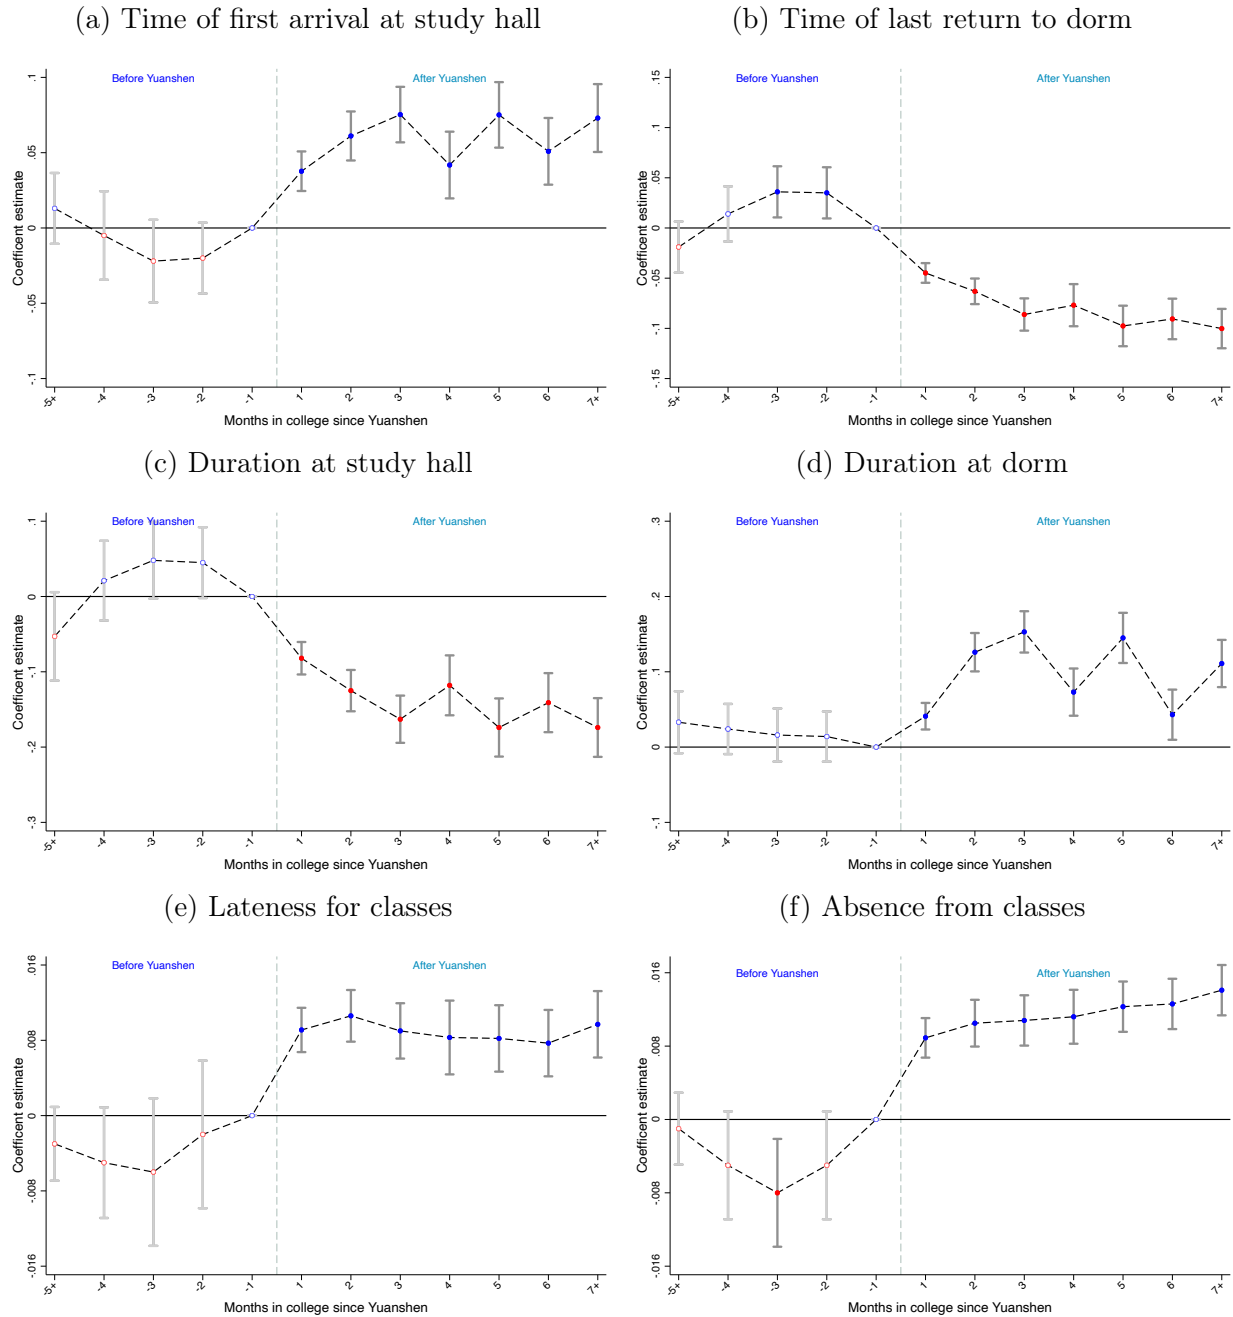 (a) Time of first arrival at study hall
Before Yuanshen
After Yuanshen
.1
.05
0
-.05
-.1
Coefficent estimate
-5+ -4 -3 -2 -1 1 2 3 4 5 6 7+
Months in college since Yuanshen
(b) Time of last return to dorm
Before Yuanshen
After Yuanshen
.15
.1
.05
0
-.05
-.1
-.15
Coefficent estimate
-5+ -4 -3 -2 -1 1 2 3 4 5 6 7+
Months in college since Yuanshen
(c) Duration at study hall
Before Yuanshen
After Yuanshen
.1
0
-.1
-.2
-.3
Coefficent estimate
-5+ -4 -3 -2 -1 1 2 3 4 5 6 7+
Months in college since Yuanshen
(d) Duration at dorm
Before Yuanshen
After Yuanshen
.3
.2
.1
0
-.1
Coefficent estimate
-5+ -4 -3 -2 -1 1 2 3 4 5 6 7+
Months in college since Yuanshen
(e) Lateness for classes
Before Yuanshen
After Yuanshen
.016
.008
0
-.008
-.016
Coefficent estimate
-5+ -4 -3 -2 -1 1 2 3 4 5 6 7+
Months in college since Yuanshen
(f) Absence from classes
Before Yuanshen
After Yuanshen
.016
.008
0
-.008
-.016
Coefficent estimate
-5+ -4 -3 -2 -1 1 2 3 4 5 6 7+
Months in college since Yuanshen